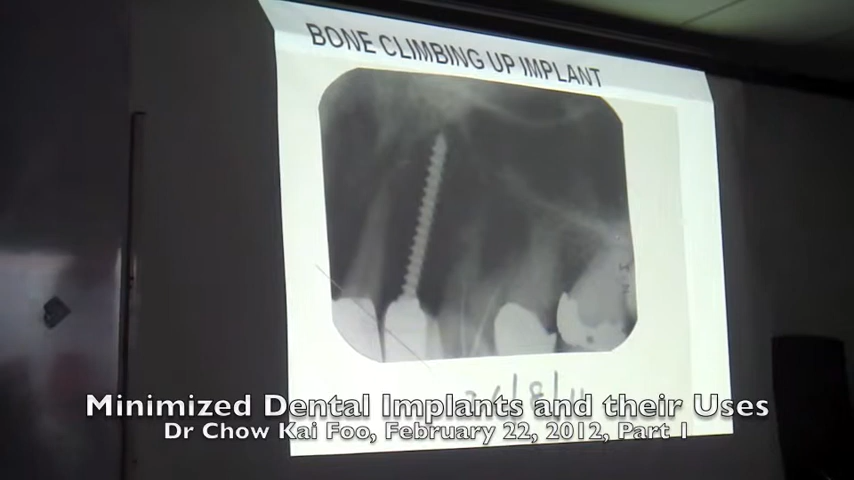 BONE CLIMBING UP IMPLANT
Minimized Dental Implants and their Uses
Dr Chow Kai Foo, February 22, 2012, Part 1